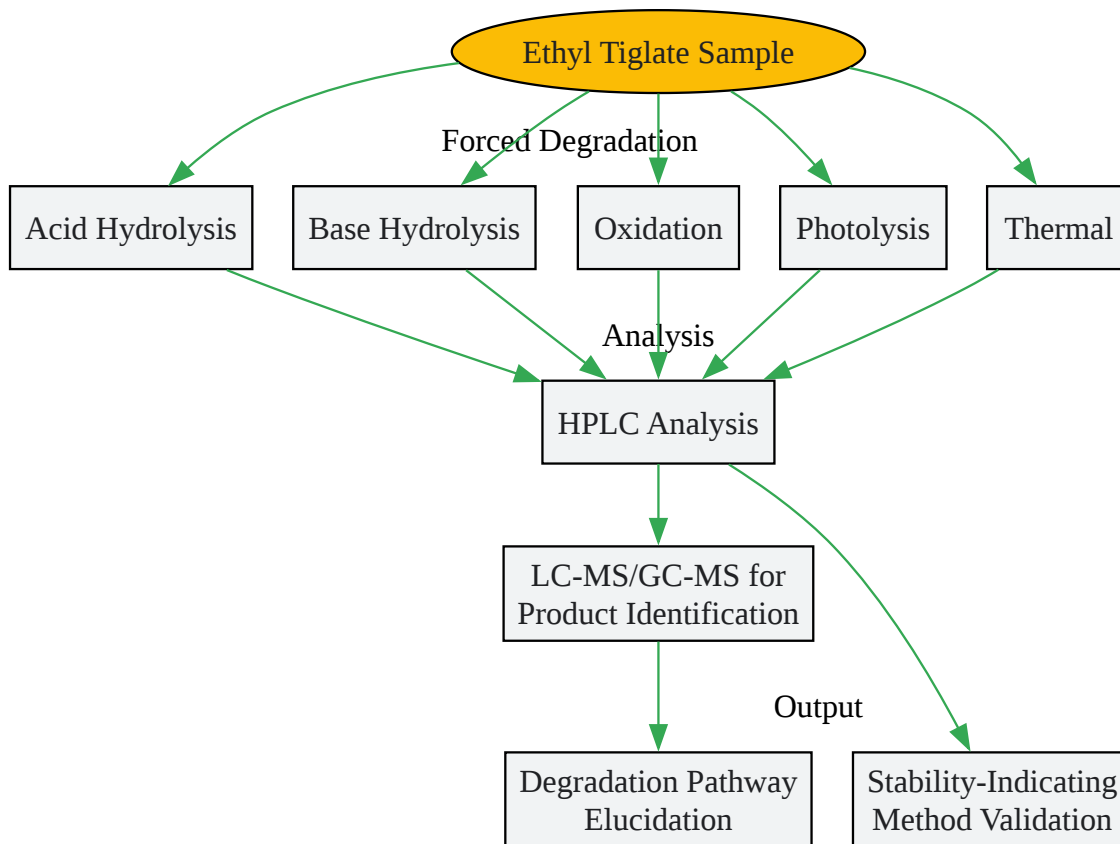 Ethyl Tiglate Sample
Forced Degradation
Acid Hydrolysis
Base Hydrolysis
Oxidation
Photolysis
Thermal
Analysis
HPLC Analysis
LC-MS/GC-MS for
Product Identification
Output
Degradation Pathway
Elucidation
Stability-Indicating
Method Validation